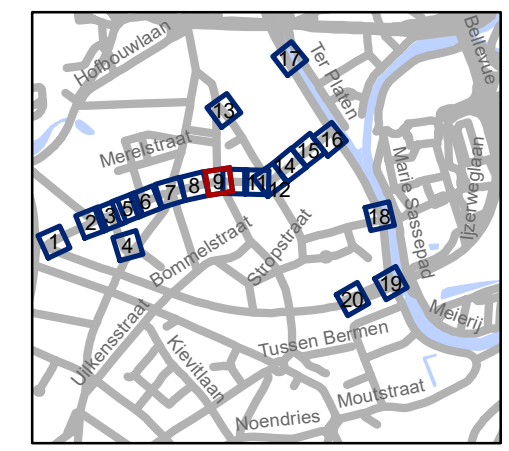 Hofbouwlaan
Ter Platen
Bellevue
17
13
Merelstraat
16
15
14
Marie Sassepad
Ijzerweglaan
12
11
9
8
7
6
5
3
2
1
4
Bommelstraat
Stropstraat
18
19
20
Meierij
Uilkensstraat
Kievitlaan
Tussen Bermen
Moutstraat
Noendries